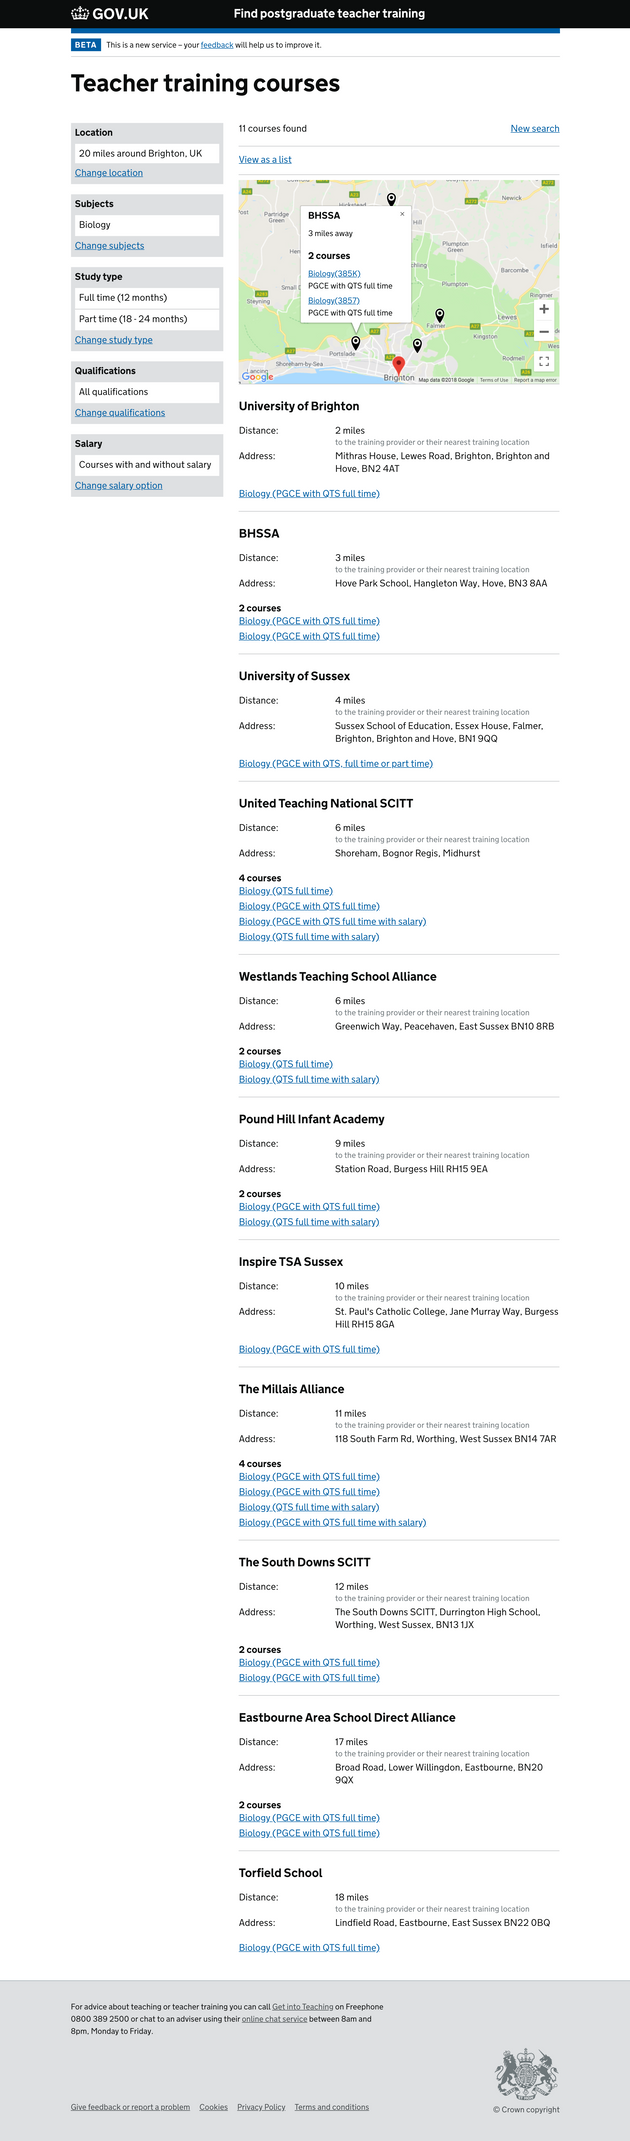 GOV.UK
Find postgraduate teacher training
BETA This is a new service – your feedback will help us to improve it.
Teacher training courses
Location
20 miles around Brighton, UK
Change location
Subjects
Biology
Change subjects
Study type
Full time (12 months)
Part time (18 - 24 months)
Change study type
Qualifications
All qualifications
Change qualifications
Salary
Courses with and without salary
Change salary option
11 courses found
New search
View as a list
Newick
Partridge
Green
Hill
Plumpton
Green
Isfield
Barcombe
Steyning
Ringmer
Falmer
Kingston
Portslade
Shoreham-by-Sea
Rodmell
Lancing
Brighton
BHSSA
×
3 miles away
2 courses
Biology(385K)
PGCE with QTS full time
Biology(3857)
PGCE with QTS full time
+
−
Google
Map data ©2018 Google Terms of Use Report a map error
University of Brighton
Distance: 2 miles
to the training provider or their nearest training location
Address: Mithras House, Lewes Road, Brighton, Brighton and
Hove, BN2 4AT
Biology (PGCE with QTS full time)
BHSSA
Distance: 3 miles
to the training provider or their nearest training location
Address: Hove Park School, Hangleton Way, Hove, BN3 8AA
2 courses
Biology (PGCE with QTS full time)
Biology (PGCE with QTS full time)
University of Sussex
Distance: 4 miles
to the training provider or their nearest training location
Address: Sussex School of Education, Essex House, Falmer,
Brighton, Brighton and Hove, BN1 9QQ
Biology (PGCE with QTS, full time or part time)
United Teaching National SCITT
Distance: 6 miles
to the training provider or their nearest training location
Address: Shoreham, Bognor Regis, Midhurst
4 courses
Biology (QTS full time)
Biology (PGCE with QTS full time)
Biology (PGCE with QTS full time with salary)
Biology (QTS full time with salary)
Westlands Teaching School Alliance
Distance: 6 miles
to the training provider or their nearest training location
Address: Greenwich Way, Peacehaven, East Sussex BN10 8RB
2 courses
Biology (QTS full time)
Biology (QTS full time with salary)
Pound Hill Infant Academy
Distance: 9 miles
to the training provider or their nearest training location
Address: Station Road, Burgess Hill RH15 9EA
2 courses
Biology (PGCE with QTS full time)
Biology (QTS full time with salary)
Inspire TSA Sussex
Distance: 10 miles
to the training provider or their nearest training location
Address: St. Paul's Catholic College, Jane Murray Way, Burgess
Hill RH15 8GA
Biology (PGCE with QTS full time)
The Millais Alliance
Distance: 11 miles
to the training provider or their nearest training location
Address: 118 South Farm Rd, Worthing, West Sussex BN14 7AR
4 courses
Biology (PGCE with QTS full time)
Biology (PGCE with QTS full time)
Biology (QTS full time with salary)
Biology (PGCE with QTS full time with salary)
The South Downs SCITT
Distance: 12 miles
to the training provider or their nearest training location
Address: The South Downs SCITT, Durrington High School,
Worthing, West Sussex, BN13 1JX
2 courses
Biology (PGCE with QTS full time)
Biology (PGCE with QTS full time)
Eastbourne Area School Direct Alliance
Distance: 17 miles
to the training provider or their nearest training location
Address: Broad Road, Lower Willingdon, Eastbourne, BN20
9QX
2 courses
Biology (PGCE with QTS full time)
Biology (PGCE with QTS full time)
Torfield School
Distance: 18 miles
to the training provider or their nearest training location
Address: Lindfield Road, Eastbourne, East Sussex BN22 0BQ
Biology (PGCE with QTS full time)
For advice about teaching or teacher training you can call Get into Teaching on Freephone
0800 389 2500 or chat to an adviser using their online chat service between 8am and
8pm, Monday to Friday.
Give feedback or report a problem Cookies Privacy Policy Terms and conditions
© Crown copyright